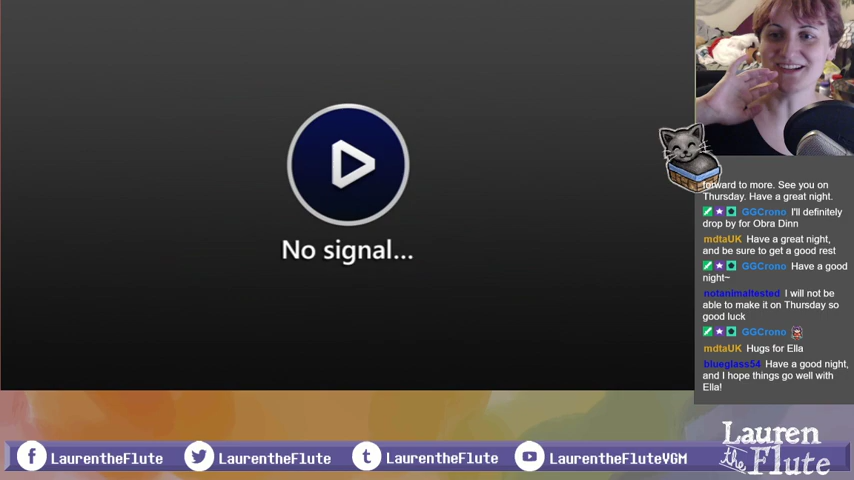 No signal...
forward to more. See you on
Thursday. Have a great night.
GGCrono I'll definitely
drop by for Obra Dinn
mdtaUK Have a great night,
and be sure to get a good rest
GGCrono Have a good
night~
notanimaltested I will not be
able to make it on Thursday so
good luck
GGCrono
mdtaUK Hugs for Ella
blueglass54 Have a good night,
and I hope things go well with
Ella!
LaurentheFlute
LaurentheFlute
LaurentheFlute
LaurentheFluteVGM
Lauren
the Flute